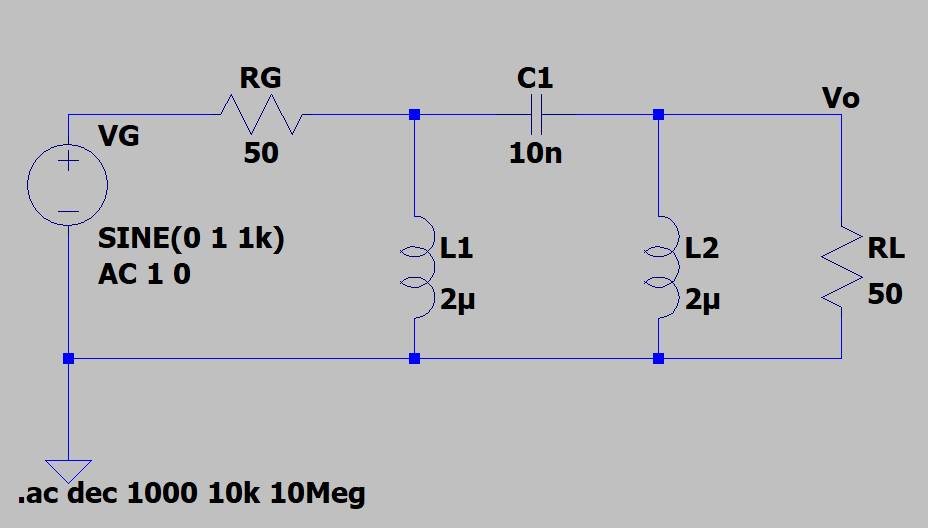 RG
50
C1
10n
Vo
VG
SINE(0 1 1k)
AC 1 0
L1
2µ
L2
2µ
RL
50
.ac dec 1000 10k 10Meg